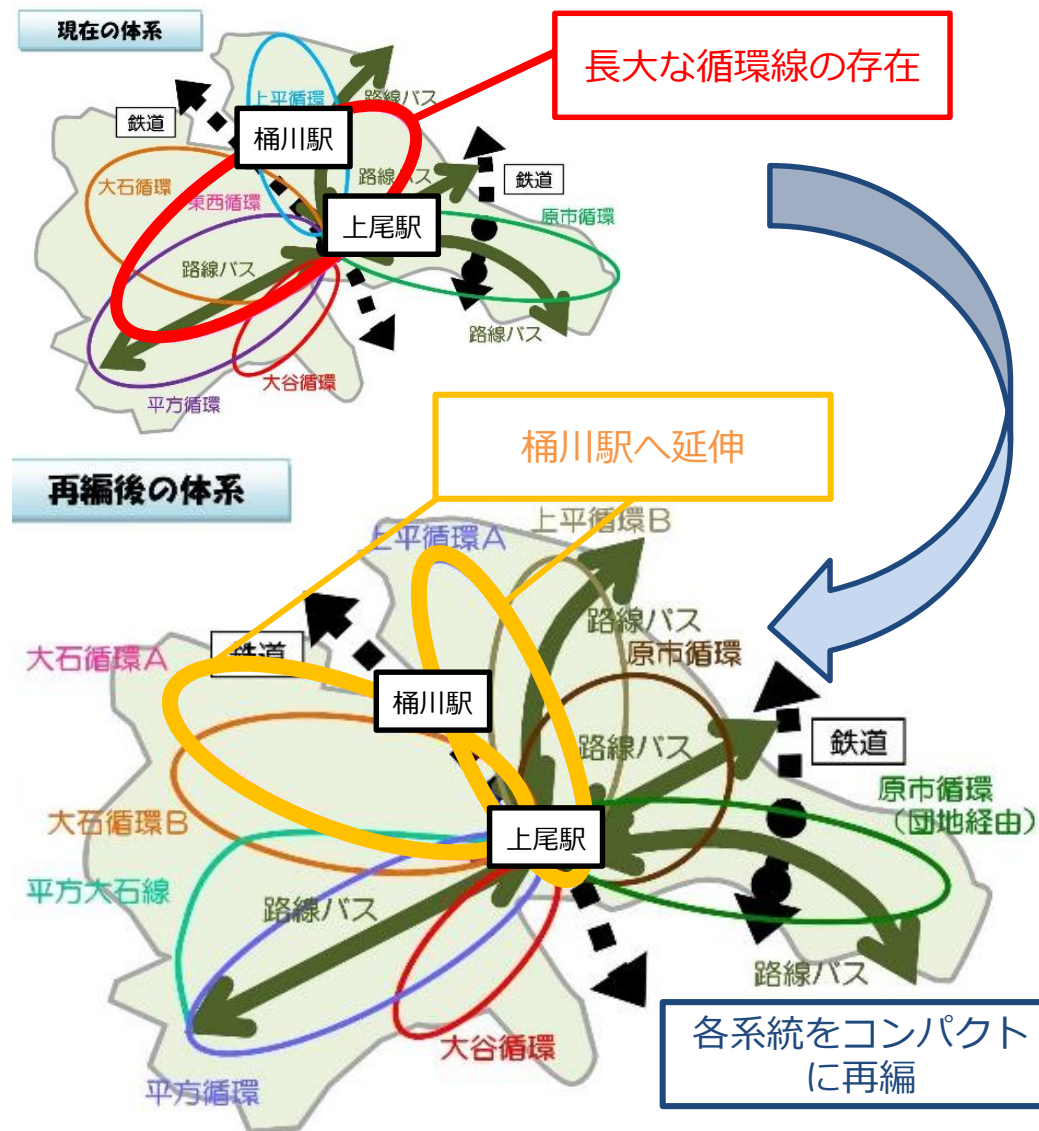 現在の体系
長大な循環線の存在
上平循環
路線バス
鉄道
桶川駅
大石循環
東西循環
路線バス
鉄道
上尾駅
原市循環
路線バス
路線バス
大谷循環
平方循環
桶川駅へ延伸
再編後の体系
上平循環B
上平循環A
路線バス
大石循環A
鉄道
原市循環
桶川駅
路線バス
鉄道
原市循環
(団地経由)
大石循環B
上尾駅
平方大石線
路線バス
路線バス
各系統をコンパクト
に再編
大谷循環
平方循環